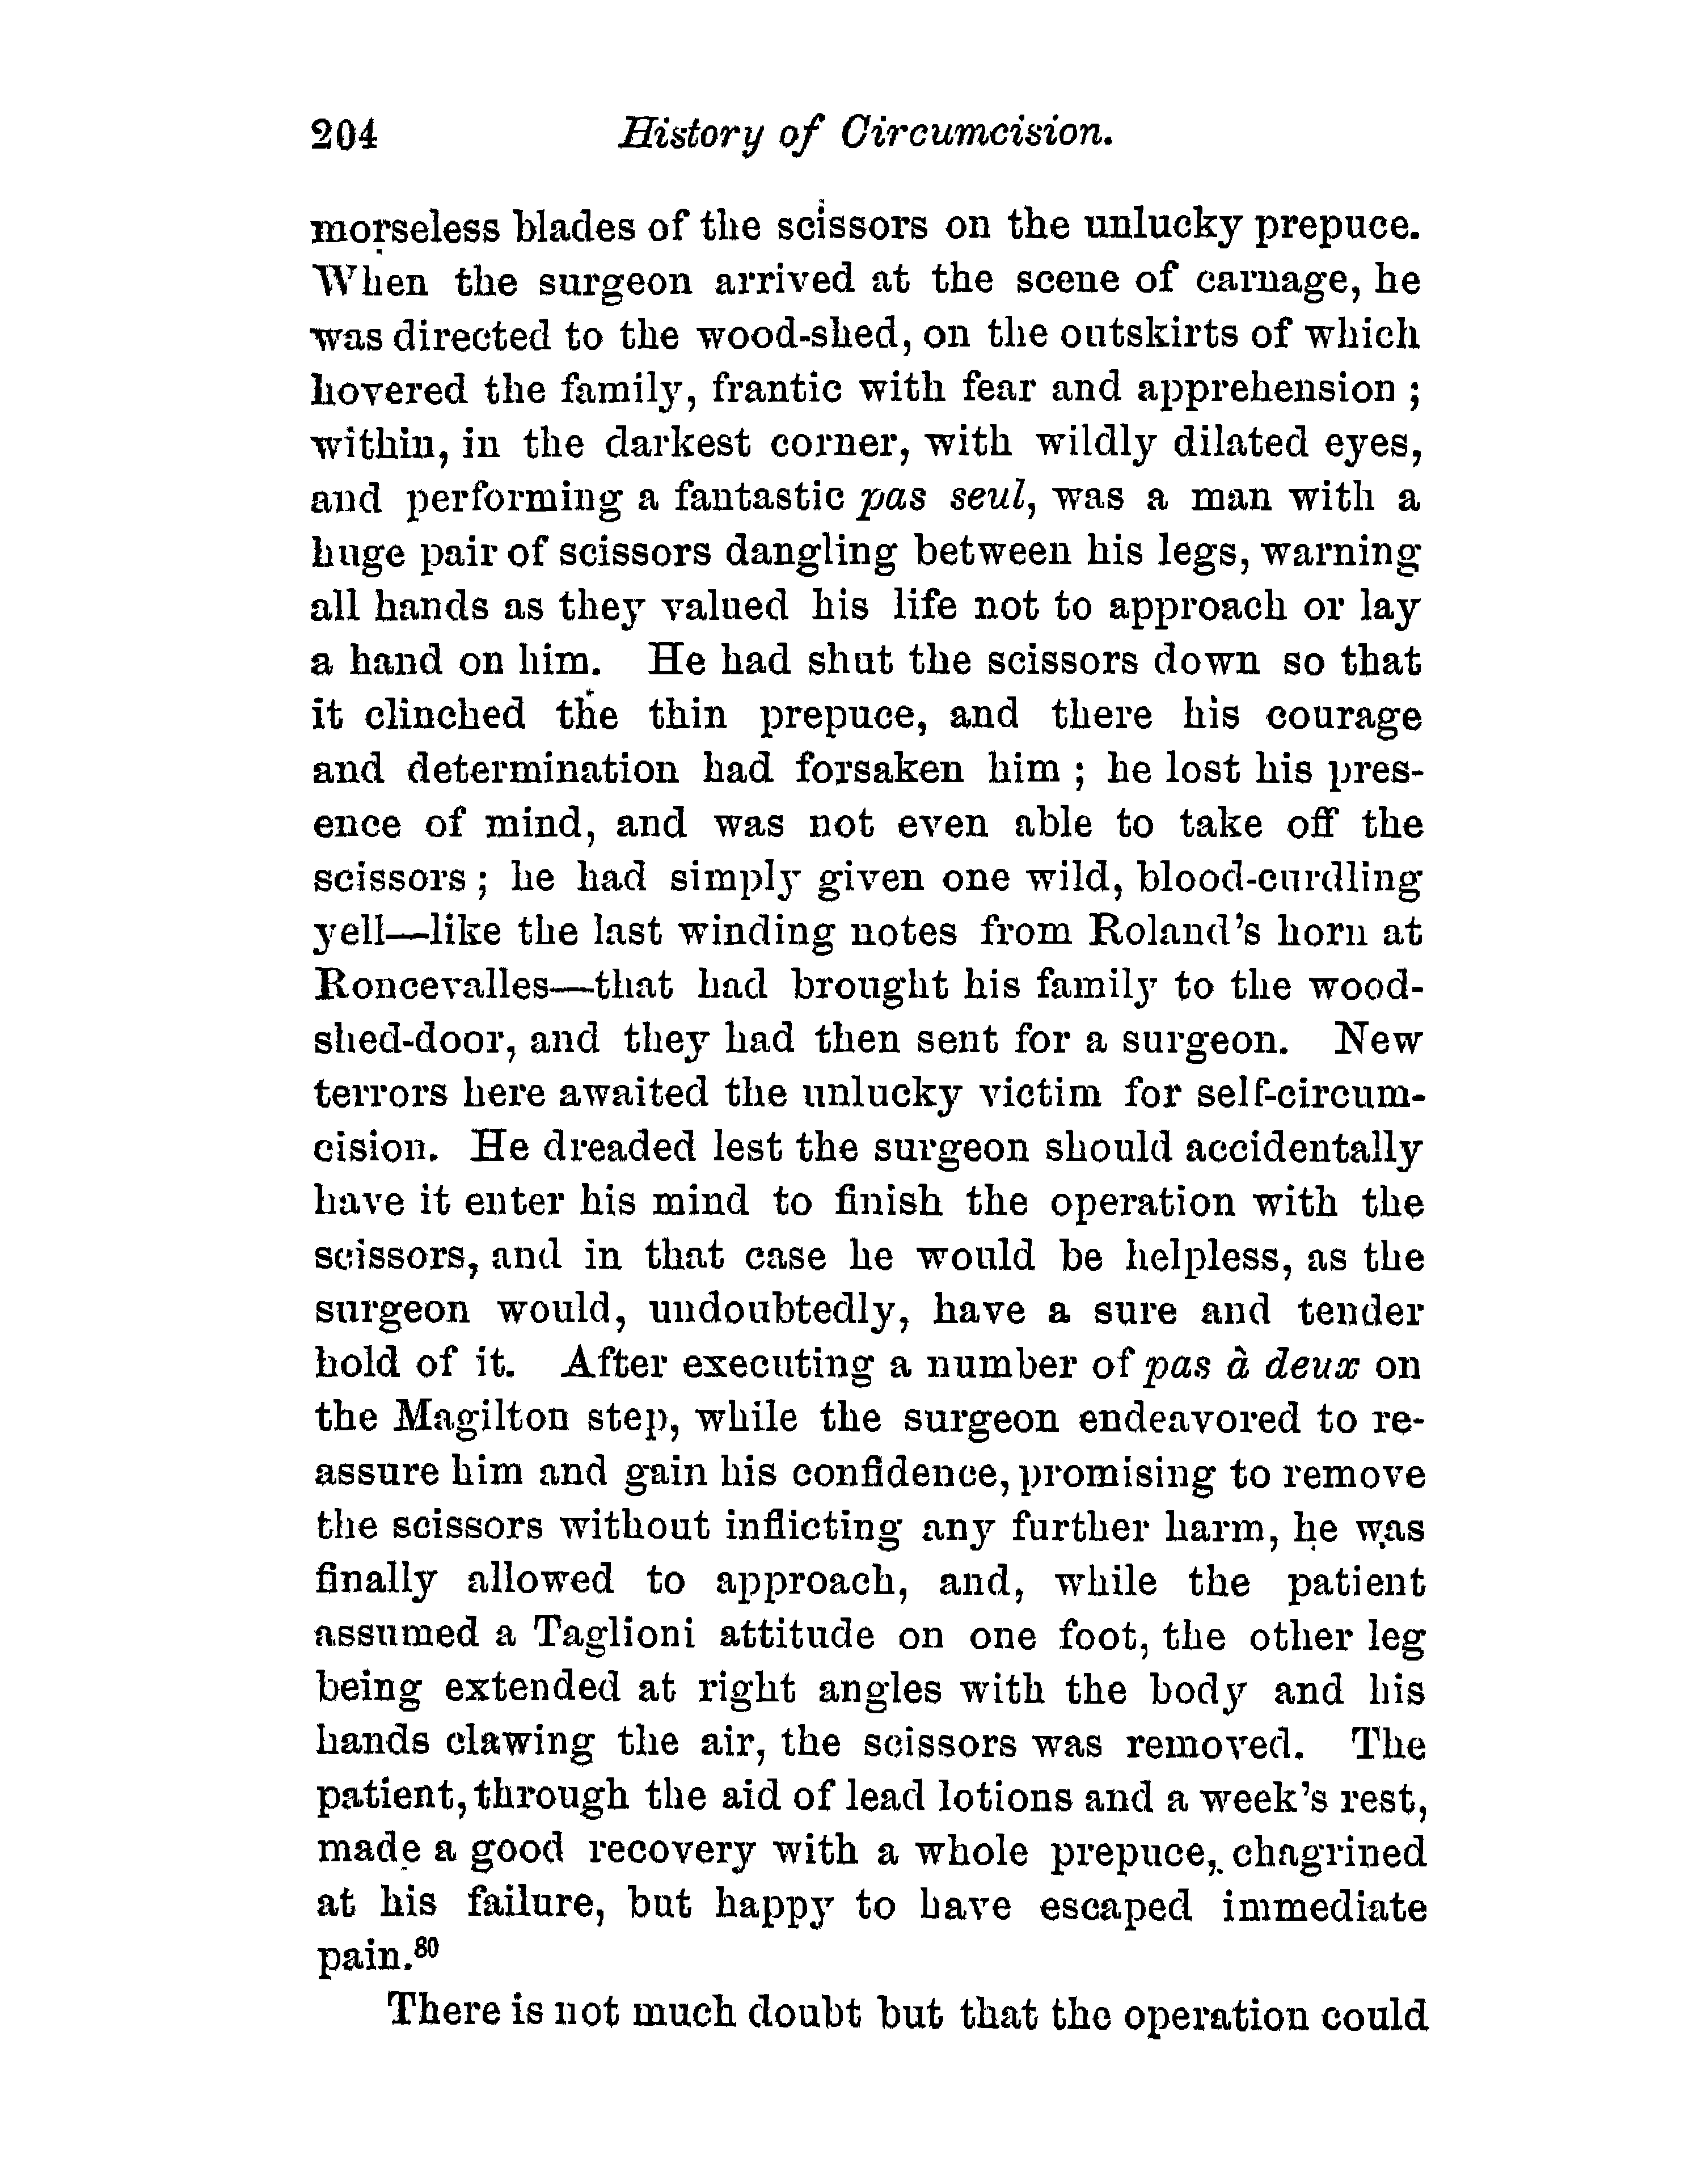 204 History of Circumcision.
morseless blades of the scissors on the unlucky prepuce.
When the surgeon arrived at the scene of carnage, he
was directed to the wood-shed, on the outskirts of which
hovered the family, frantic with fear and apprehension ;
within, in the darkest corner, with wildly dilated eyes,
and performing a fantastic pas seul, was a man with a
huge pair of scissors dangling between his legs, warning
all hands as they valued his life not to approach or lay
a hand on him. He had shut the scissors down so that
it clinched the thin prepuce, and there his courage
and determination had forsaken him ; he lost his pres-
ence of mind, and was not even able to take off the
scissors ; he had simply given one wild, blood-curdling
yell—like the last winding notes from Roland's horn at
Roncevalles—that had brought his family to the wood-
shed-door, and they had then sent for a surgeon. New
terrors here awaited the unlucky victim for self-circum-
cision. He dreaded lest the surgeon should accidentally
have it enter his mind to finish the operation with the
scissors, and in that case he would be helpless, as the
surgeon would, undoubtedly, have a sure and tender
hold of it. After executing a number of pas à deux on
the Magilton step, while the surgeon endeavored to re-
assure him and gain his confidence, promising to remove
the scissors without inflicting any further harm, he was
finally allowed to approach, and, while the patient
assumed a Taglioni attitude on one foot, the other leg
being extended at right angles with the body and his
hands clawing the air, the scissors was removed. The
patient, through the aid of lead lotions and a week's rest,
made a good recovery with a whole prepuce, chagrined
at his failure, but happy to have escaped immediate
pain.80
There is not much doubt but that the operation could